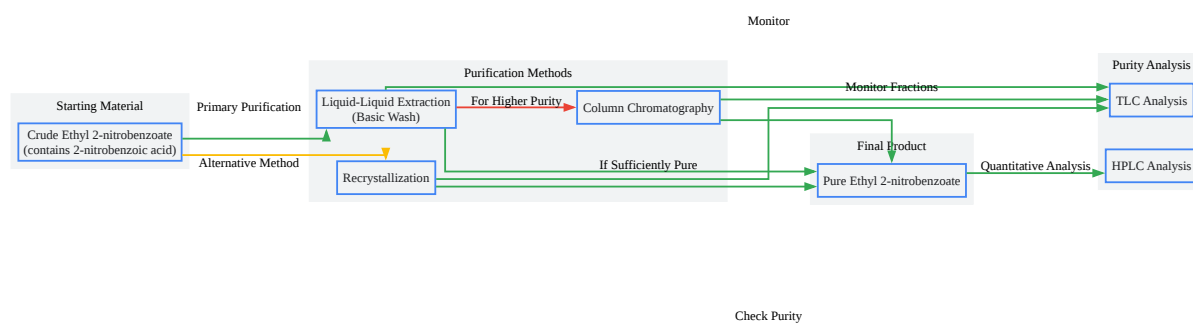 Monitor
Purification Methods
Purity Analysis
Starting Material
Primary Purification
Liquid-Liquid Extraction
(Basic Wash)
For Higher Purity
Column Chromatography
Monitor Fractions
TLC Analysis
Crude Ethyl 2-nitrobenzoate
(contains 2-nitrobenzoic acid)
Alternative Method
Recrystallization
If Sufficiently Pure
Final Product
Pure Ethyl 2-nitrobenzoate
Quantitative Analysis
HPLC Analysis
Check Purity